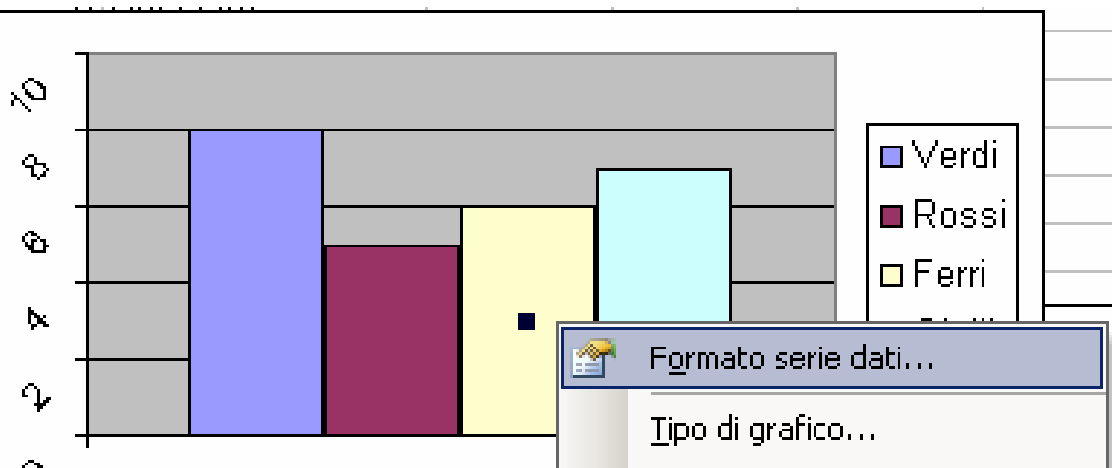 10
8
6
4
2
Verdi
Rossi
Ferri
Formato serie dati...
Tipo di grafico...